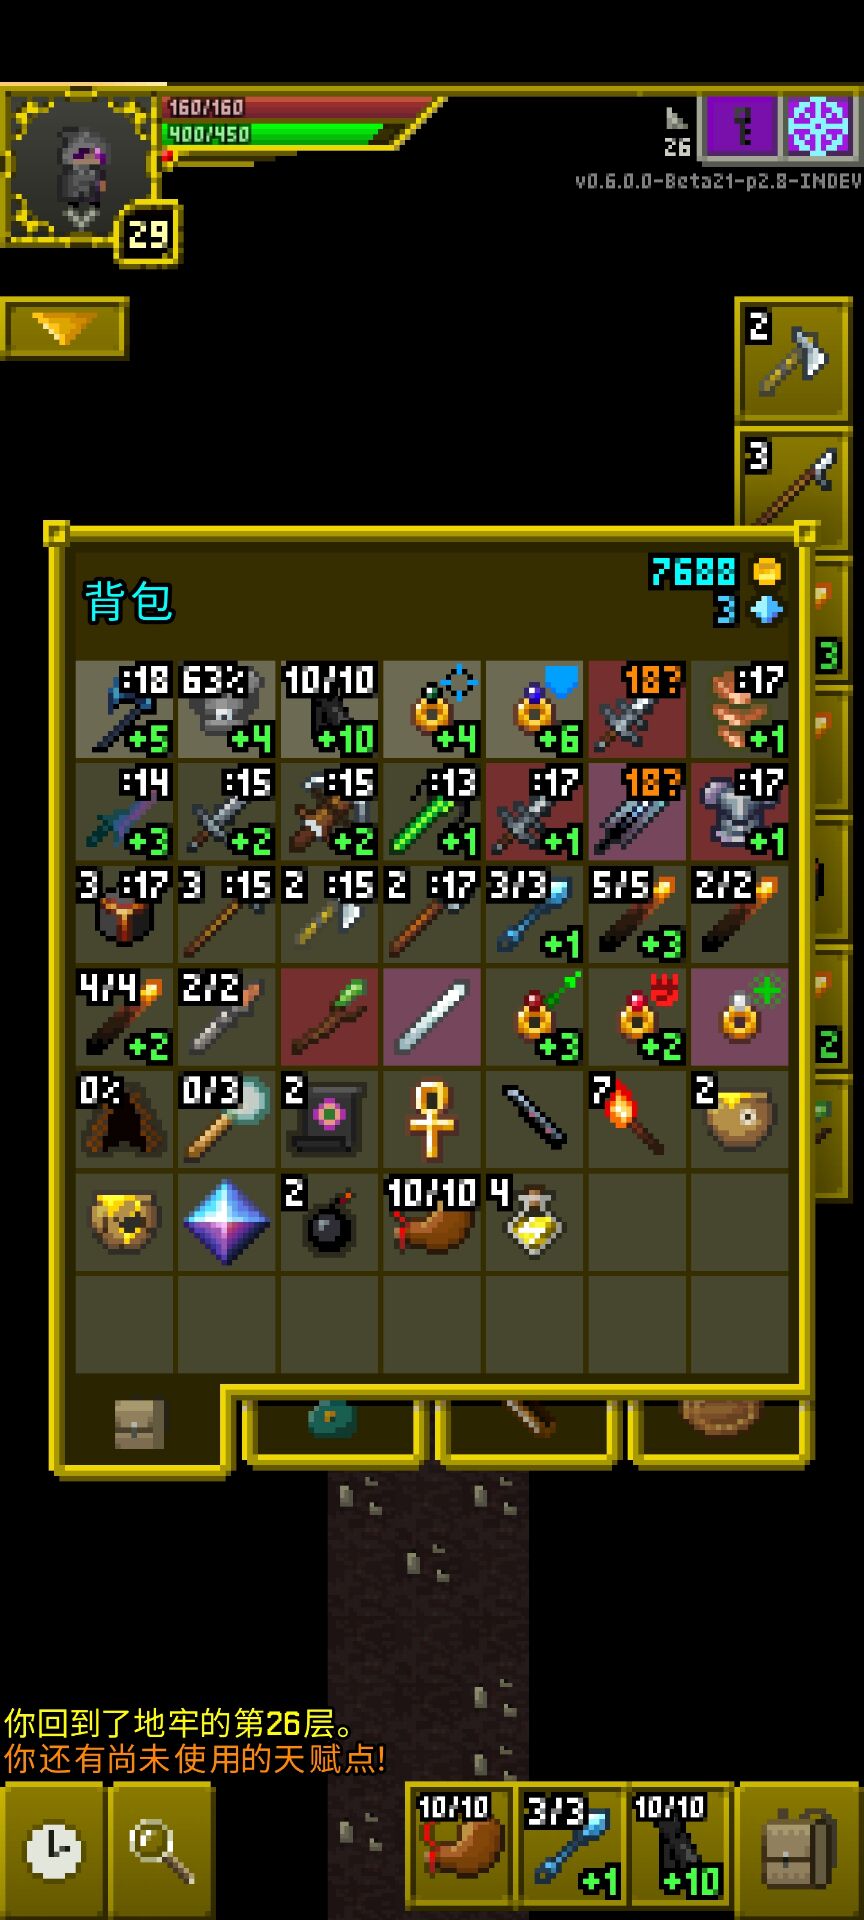 160/160
400/450
26
v0.6.0.0-Beta21-p2.8-INDEV
29
2
3
背包
7688
3
3
:18 63% 10/10 18? :17
+5 +4 +10 +4 +6 +1
:14 :15 :15 :13 :17 18? :17
+3 +2 +2 +1 +1 +1
3 :17 3 :15 2 :15 2 :17 3/3 5/5 2/2
+1 +3
4/4 2/2
+2 +3 +2 2
0% 0/3 2 7 2
2 10/10 4
你回到了地牢的第26层。
你还有尚未使用的天赋点!
10/10 3/3 10/10
+1 +10